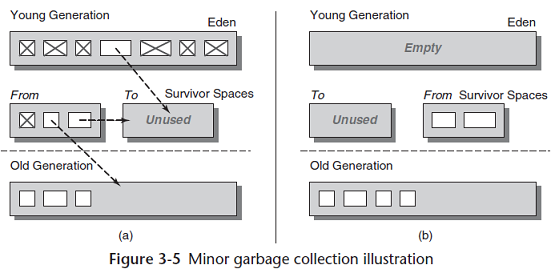 Young Generation
Eden
From
To
Survivor Spaces
Unused
Old Generation
(a)
Young Generation
Eden
Empty
To
From Survivor Spaces
Unused
Old Generation
(b)
Figure 3-5 Minor garbage collection illustration